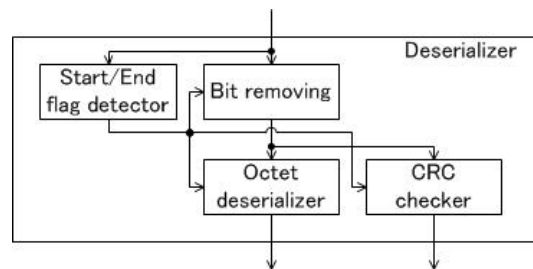 Deserializer
Start/End
flag detector
Bit removing
Octet
deserializer
CRC
checker